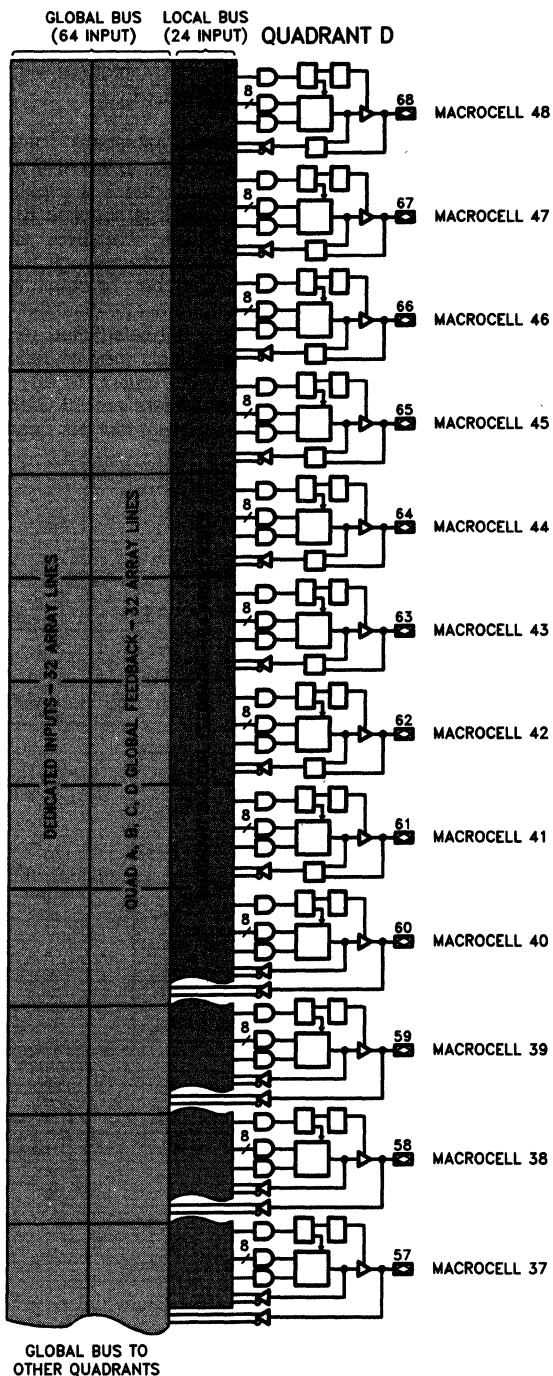 GLOBAL BUS
(64 INPUT)
LOCAL BUS
(24 INPUT)
QUADRANT D
8
68
MACROCELL 48
8
67
MACROCELL 47
8
66
MACROCELL 46
8
65
MACROCELL 45
8
64
MACROCELL 44
8
63
MACROCELL 43
8
62
MACROCELL 42
8
61
MACROCELL 41
8
60
MACROCELL 40
8
59
MACROCELL 39
8
58
MACROCELL 38
8
57
MACROCELL 37
DEDICATED INPUTS – 32 ARRAY LINES
QUAD A, B, C, D GLOBAL FEEDBACK – 32 ARRAY LINES
GLOBAL BUS TO
OTHER QUADRANTS